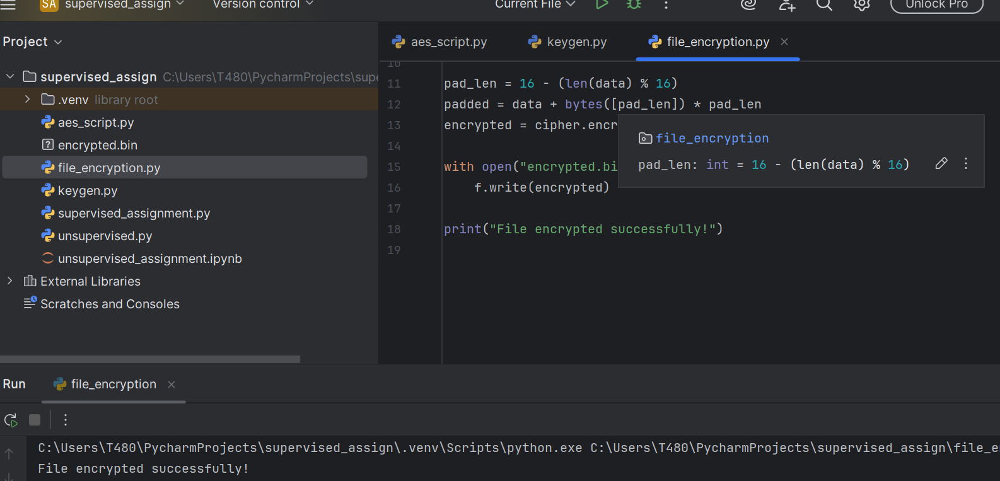 SA supervised_assign Version control Current File Unlock Pro
Project
aes_script.py keygen.py file_encryption.py
supervised_assign C:\Users\T480\PycharmProjects\supe
.venv library root
aes_script.py
encrypted.bin
file_encryption.py
keygen.py
supervised_assignment.py
unsupervised.py
unsupervised_assignment.ipynb
External Libraries
Scratches and Consoles
10
11 pad_len = 16 - (len(data) % 16)
12 padded = data + bytes([pad_len]) * pad_len
13 encrypted = cipher.encr
14
15 with open("encrypted.bi
16 f.write(encrypted)
17
18 print("File encrypted successfully!")
19
file_encryption
pad_len: int = 16 - (len(data) % 16)
Run file_encryption
C:\Users\T480\PycharmProjects\supervised_assign\.venv\Scripts\python.exe C:\Users\T480\PycharmProjects\supervised_assign\file_e
File encrypted successfully!